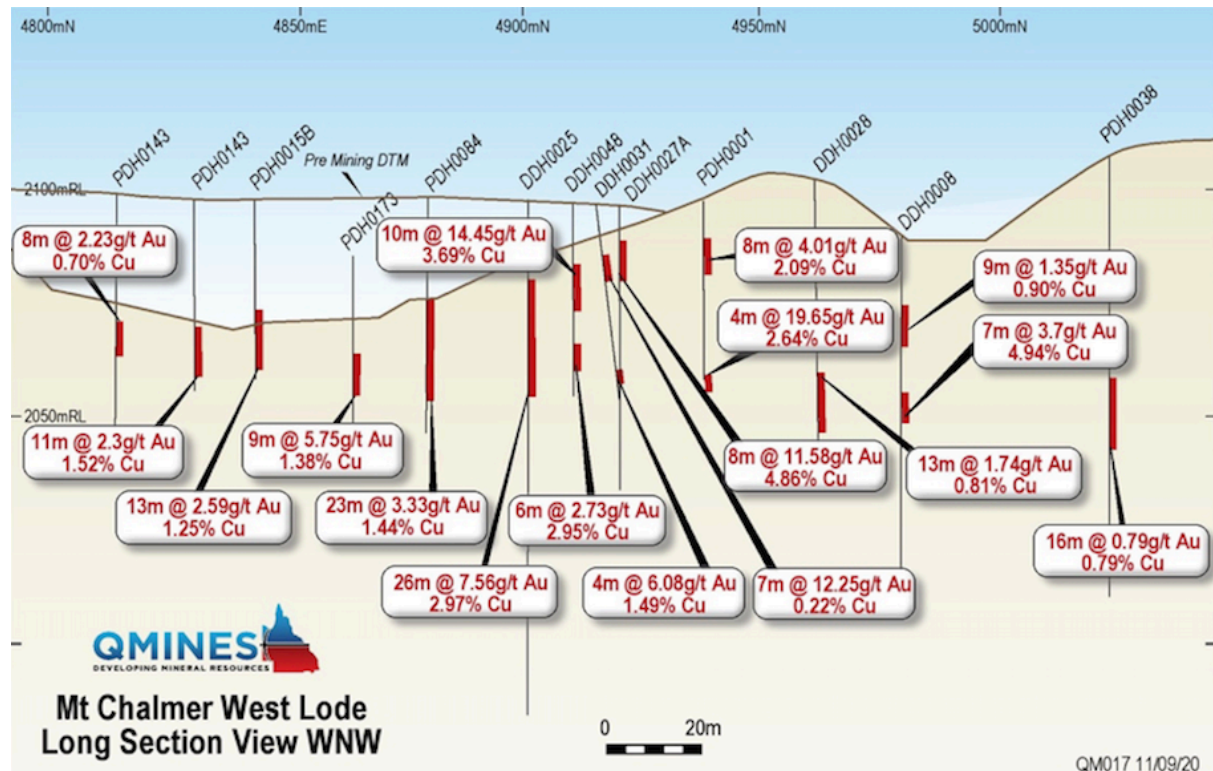 4800mN
4850mE
4900mN
4950mN
5000mN
PDH0143
PDH0143
PDH0015B
Pre Mining DTM
PDH0173
PDH0084
DDH0025
DDH0048
DDH0031
DDH0027A
PDH0001
DDH0028
DDH0008
PDH0038
2100mRL
8m @ 2.23g/t Au
0.70% Cu
10m @ 14.45g/t Au
3.69% Cu
8m @ 4.01g/t Au
2.09% Cu
9m @ 1.35g/t Au
0.90% Cu
4m @ 19.65g/t Au
2.64% Cu
7m @ 3.7g/t Au
4.94% Cu
2050mRL
11m @ 2.3g/t Au
1.52% Cu
9m @ 5.75g/t Au
1.38% Cu
8m @ 11.58g/t Au
4.86% Cu
13m @ 1.74g/t Au
0.81% Cu
13m @ 2.59g/t Au
1.25% Cu
23m @ 3.33g/t Au
1.44% Cu
6m @ 2.73g/t Au
2.95% Cu
16m @ 0.79g/t Au
0.79% Cu
26m @ 7.56g/t Au
2.97% Cu
4m @ 6.08g/t Au
1.49% Cu
7m @ 12.25g/t Au
0.22% Cu
QMINES
DEVELOPING MINERAL RESOURCES
Mt Chalmer West Lode
Long Section View WNW
0 20m
QM017 11/09/20